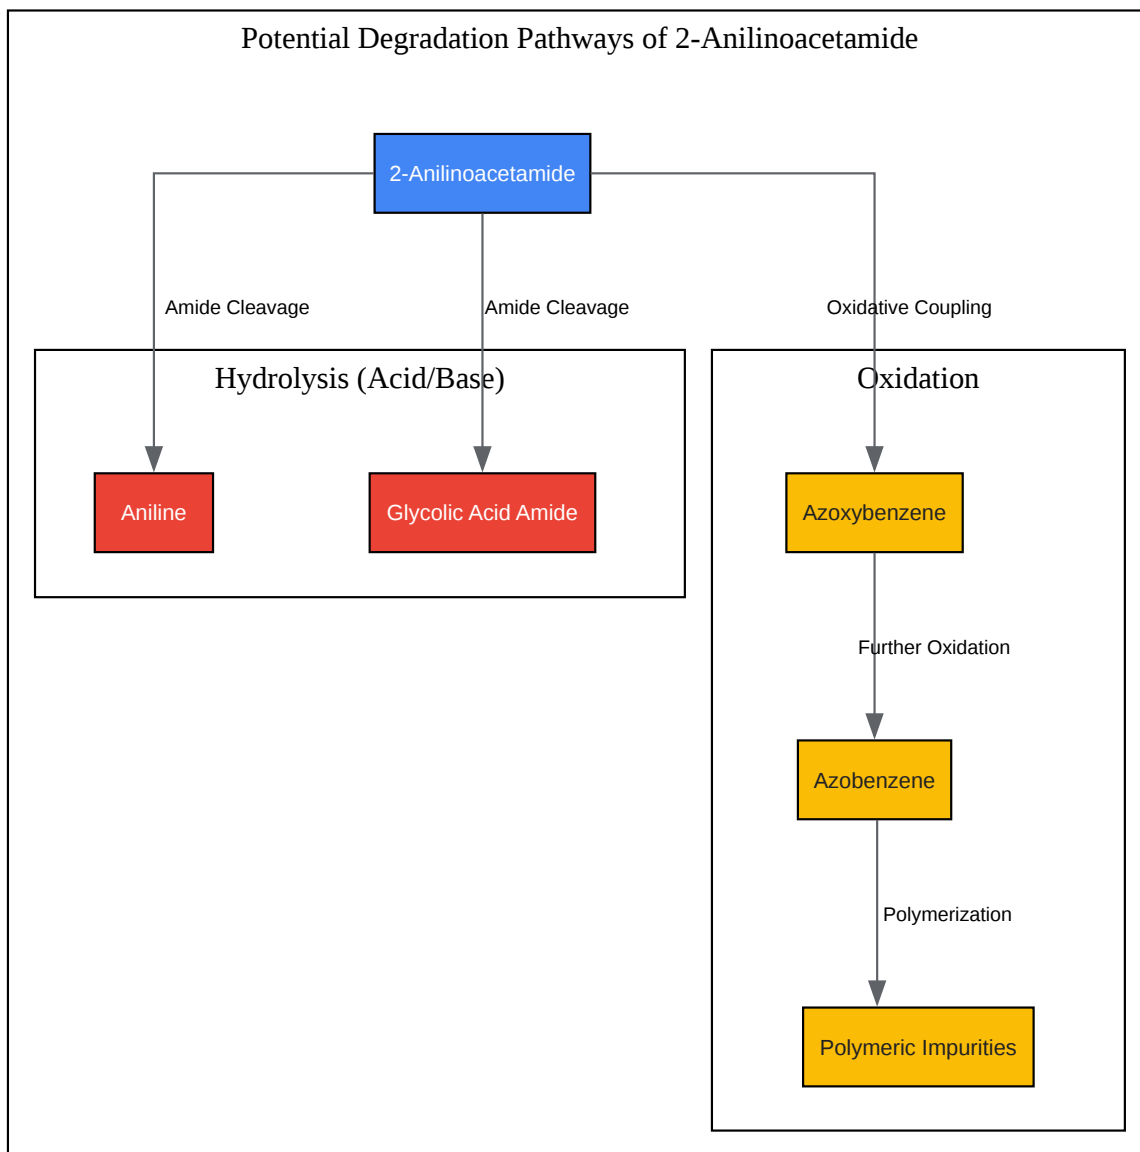 Potential Degradation Pathways of 2-Anilinoacetamide
2-Anilinoacetamide
Amide Cleavage
Amide Cleavage
Oxidative Coupling
Hydrolysis (Acid/Base)
Oxidation
Aniline
Glycolic Acid Amide
Azoxybenzene
Further Oxidation
Azobenzene
Polymerization
Polymeric Impurities